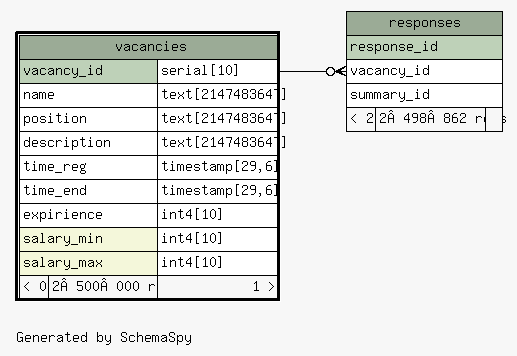 responses
response_id
vacancy_id
summary_id
< 2 2Â 498Â 862 r s
vacancies
vacancy_id serial[10]
name text[2147483647]
position text[2147483647]
description text[2147483647]
time_reg timestamp[29,6]
time_end timestamp[29,6]
expirience int4[10]
salary_min int4[10]
salary_max int4[10]
< 0 2Â 500Â 000 r 1 >
Generated by SchemaSpy